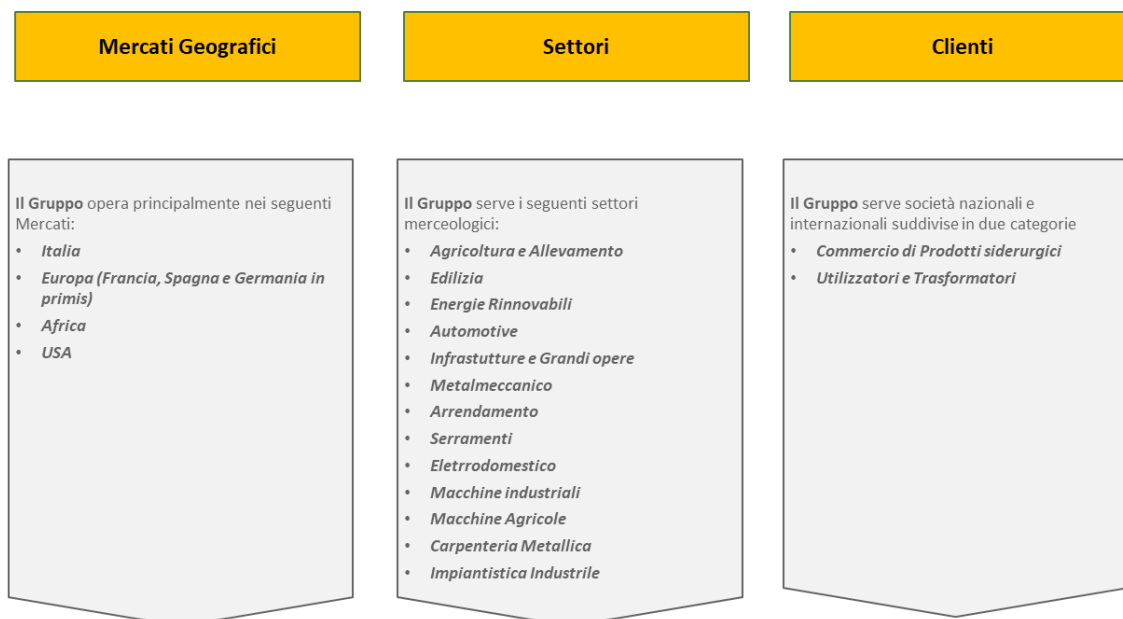 Mercati Geografici
Settori
Clienti
Il Gruppo opera principalmente nei seguenti
Mercati:
• Italia
• Europa (Francia, Spagna e Germania in
primis)
• Africa
• USA
Il Gruppo serve i seguenti settori
merceologici:
• Agricoltura e Allevamento
• Edilizia
• Energie Rinnovabili
• Automotive
• Infrastutture e Grandi opere
• Metalmeccanico
• Arrendamento
• Serramenti
• Eletrrodomestico
• Macchine industriali
• Macchine Agricole
• Carpenteria Metallica
• Impiantistica Industrile
Il Gruppo serve società nazionali e
internazionali suddivise in due categorie
• Commercio di Prodotti siderurgici
• Utilizzatori e Trasformatori